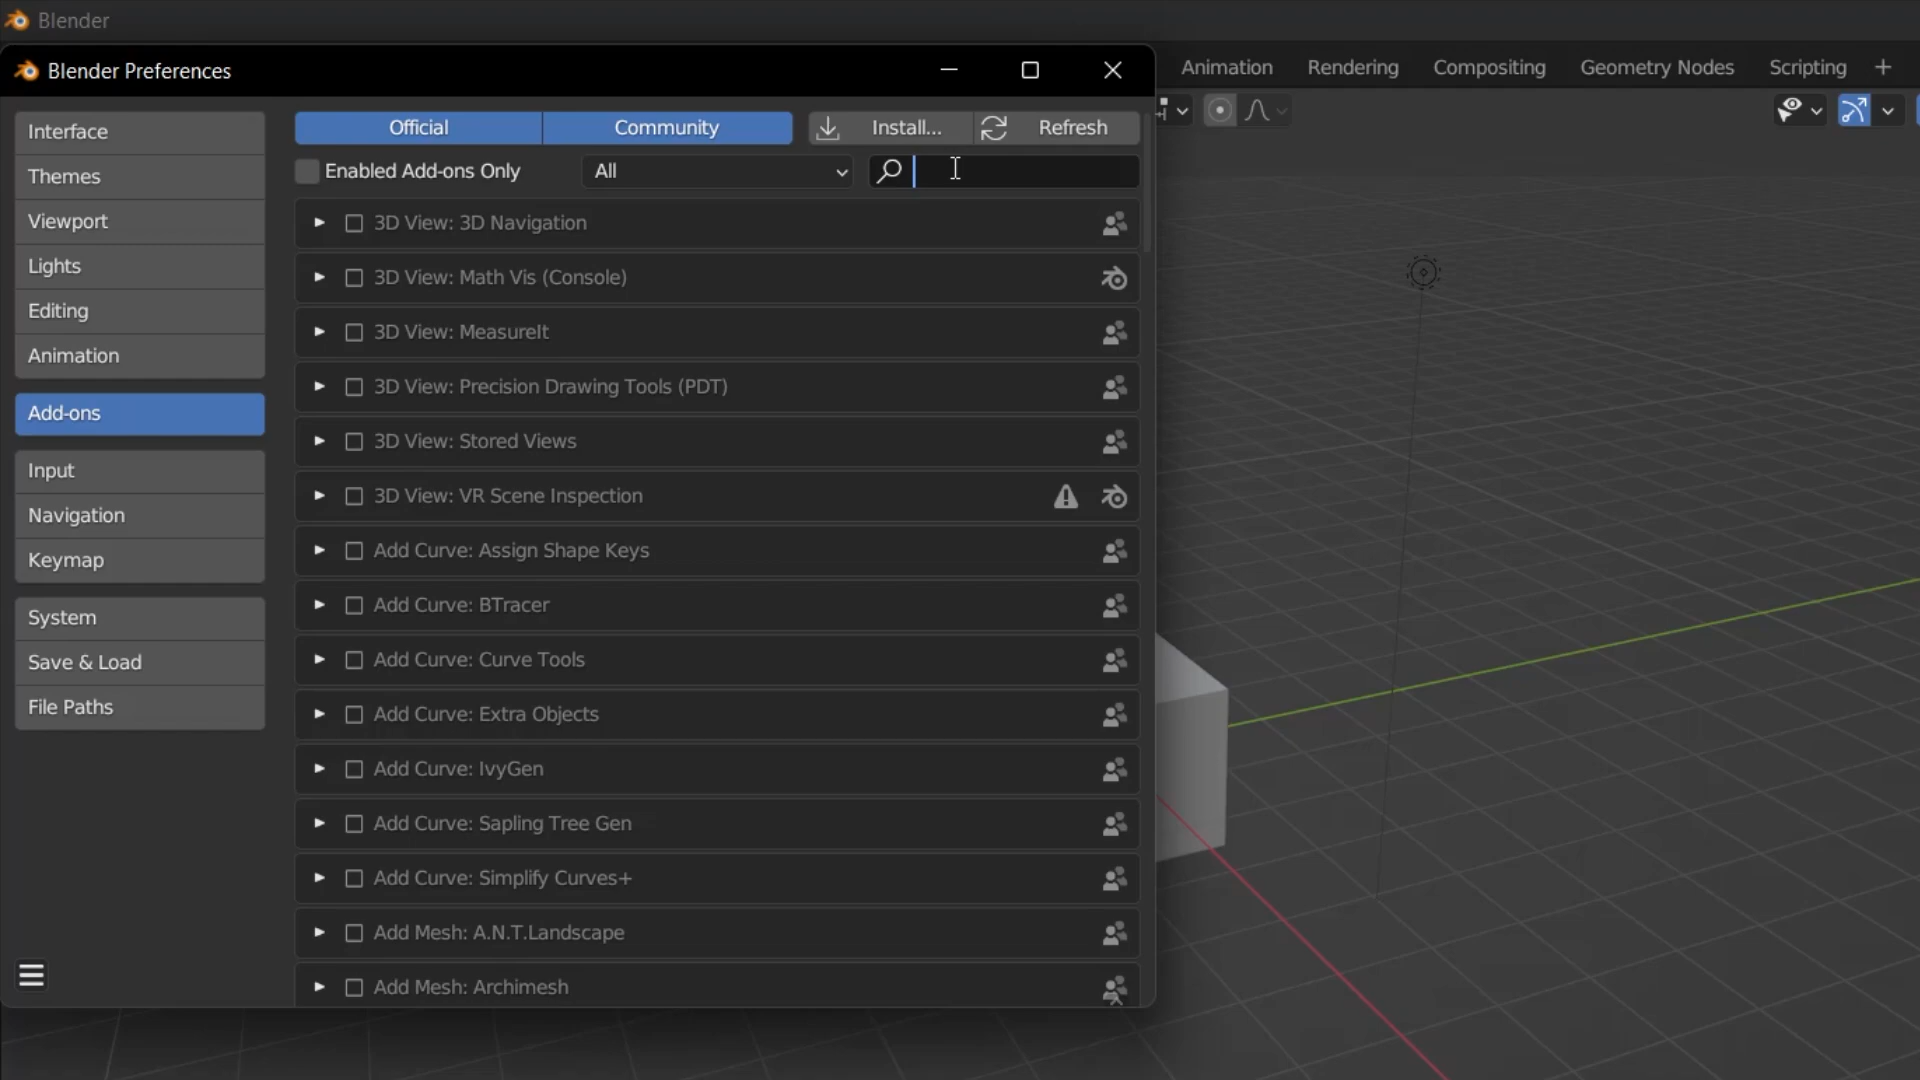 Blender
Blender Preferences
Animation Rendering Compositing Geometry Nodes Scripting +
Interface
Themes
Viewport
Lights
Editing
Animation
Add-ons
Input
Navigation
Keymap
System
Save & Load
File Paths
Official Community Install... Refresh
Enabled Add-ons Only All
3D View: 3D Navigation
3D View: Math Vis (Console)
3D View: MeasureIt
3D View: Precision Drawing Tools (PDT)
3D View: Stored Views
3D View: VR Scene Inspection
Add Curve: Assign Shape Keys
Add Curve: BTracer
Add Curve: Curve Tools
Add Curve: Extra Objects
Add Curve: IvyGen
Add Curve: Sapling Tree Gen
Add Curve: Simplify Curves+
Add Mesh: A.N.T.Landscape
Add Mesh: Archimesh